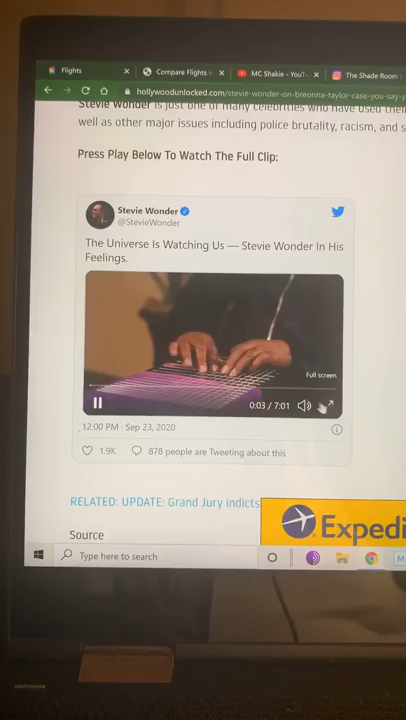 Flights
Compare Flights
MC Shakie - YouT
The Shade Room
hollywoodunlocked.com/stevie-wonder-on-breonna-taylor-case-you-say-y
Stevie Wonder is just one of many celebrities who have used their
well as other major issues including police brutality, racism, and s
Press Play Below To Watch The Full Clip:
Stevie Wonder
@StevieWonder
The Universe Is Watching Us — Stevie Wonder In His
Feelings.
Full screen
0:03 / 7:01
12:00 PM · Sep 23, 2020
1.9K
878 people are Tweeting about this
RELATED: UPDATE: Grand Jury indicts
Expedi
Source
Type here to search
M